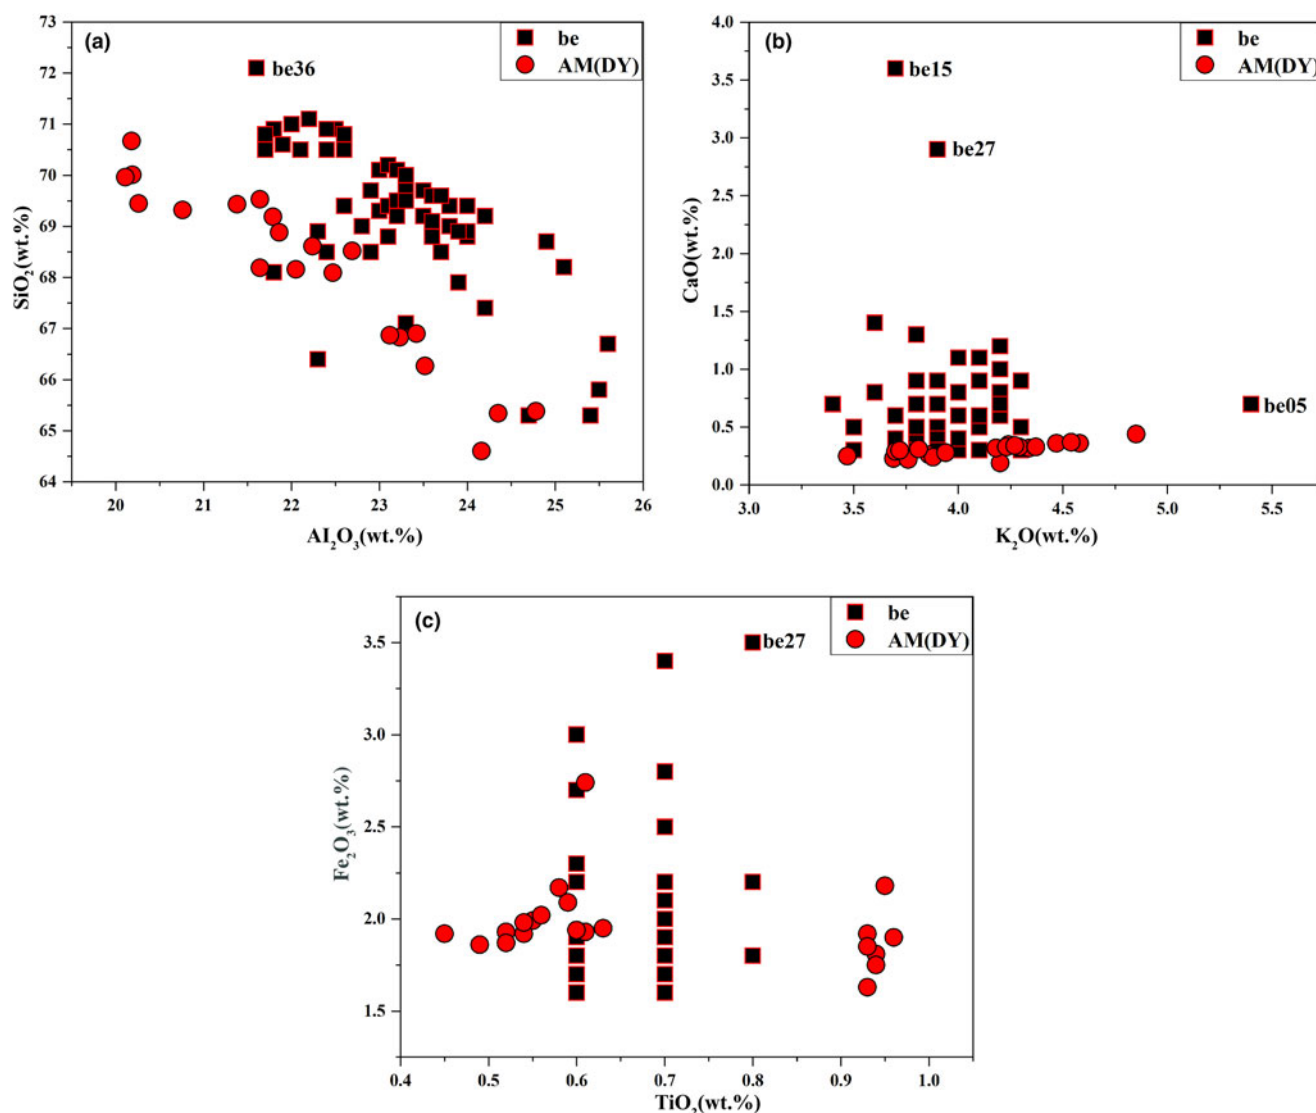 (a)
be
AM(DY)
be36
73
72
71
70
69
68
67
66
65
64
SiO₂(wt.%)
20 21 22 23 24 25 26
Al₂O₃(wt.%)
(b)
be
AM(DY)
be15
be27
be05
4.0
3.5
3.0
2.5
2.0
1.5
1.0
0.5
0.0
CaO(wt.%)
3.0 3.5 4.0 4.5 5.0 5.5
K₂O(wt.%)
(c)
be
AM(DY)
be27
3.5
3.0
2.5
2.0
1.5
Fe₂O₃(wt.%)
0.4 0.5 0.6 0.7 0.8 0.9 1.0
TiO₂(wt.%)